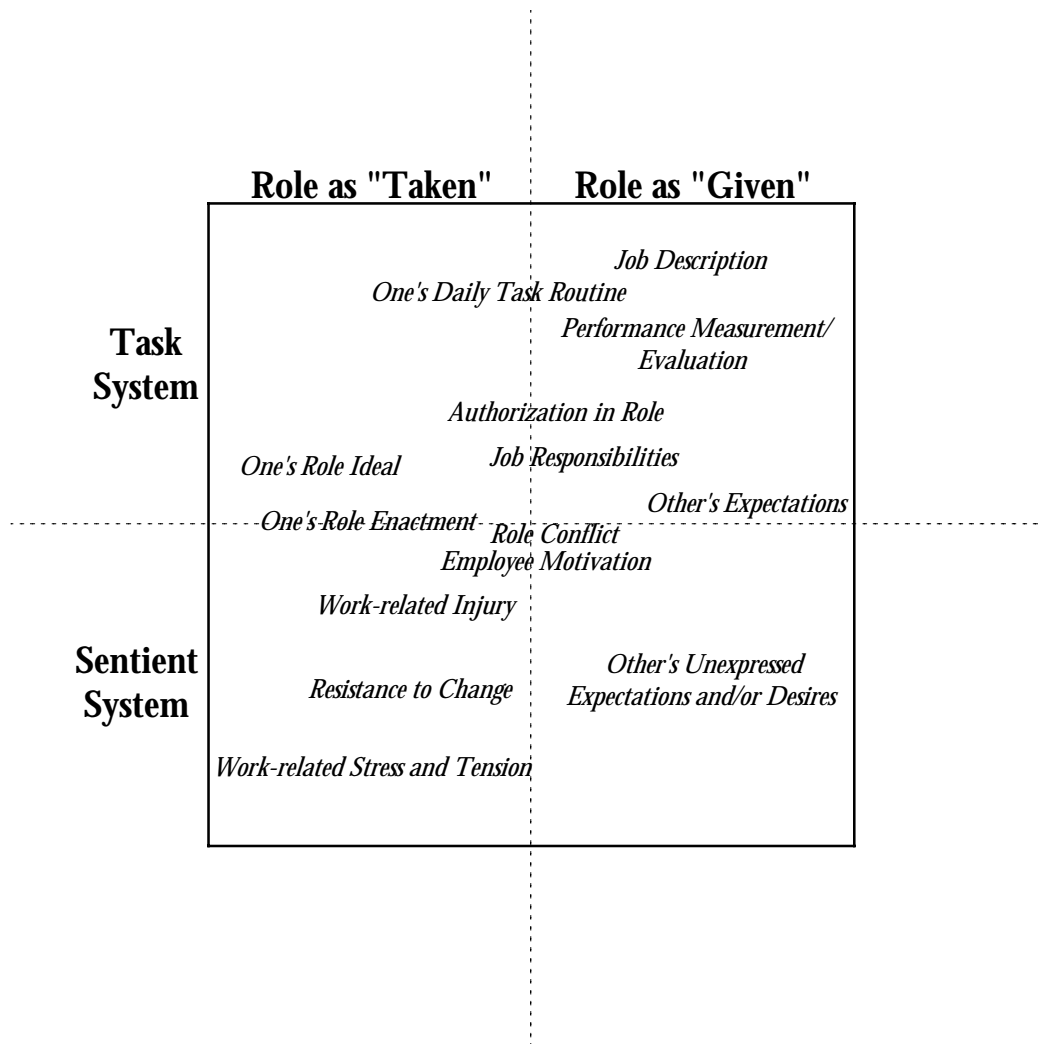 Role as "Taken"
Role as "Given"
Job Description
One's Daily Task Routine
Performance Measurement/
Evaluation
Task
System
Authorization in Role
Job Responsibilities
One's Role Ideal
Other's Expectations
One's Role Enactment
Role Conflict
Employee Motivation
Work-related Injury
Sentient
System
Other's Unexpressed
Expectations and/or Desires
Resistance to Change
Work-related Stress and Tension